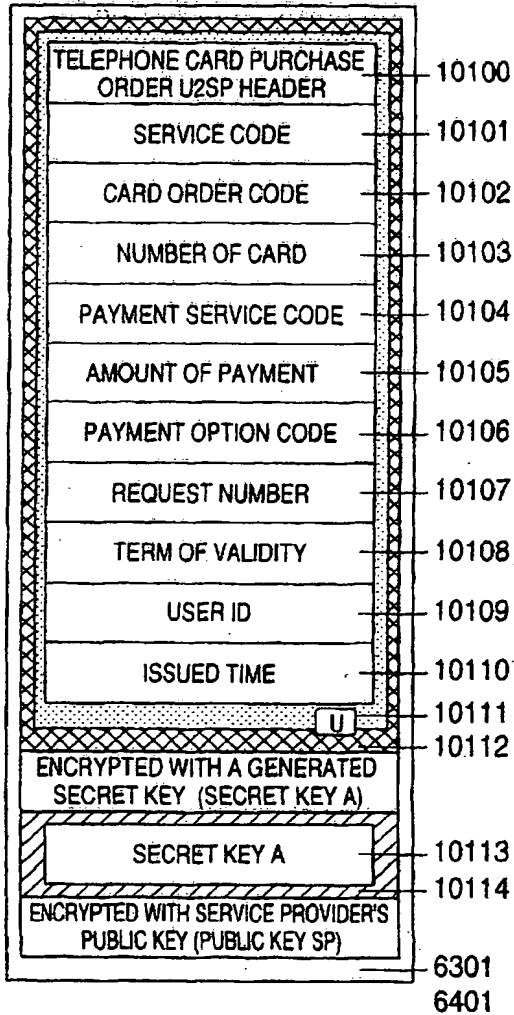 TELEPHONE CARD PURCHASE
ORDER U2SP HEADER
10100
SERVICE CODE
10101
CARD ORDER CODE
10102
NUMBER OF CARD
10103
PAYMENT SERVICE CODE
10104
AMOUNT OF PAYMENT
10105
PAYMENT OPTION CODE
10106
REQUEST NUMBER
10107
TERM OF VALIDITY
10108
USER ID
10109
ISSUED TIME
10110
U
10111
10112
ENCRYPTED WITH A GENERATED
SECRET KEY (SECRET KEY A)
SECRET KEY A
10113
10114
ENCRYPTED WITH SERVICE PROVIDER'S
PUBLIC KEY (PUBLIC KEY SP)
6301
6401